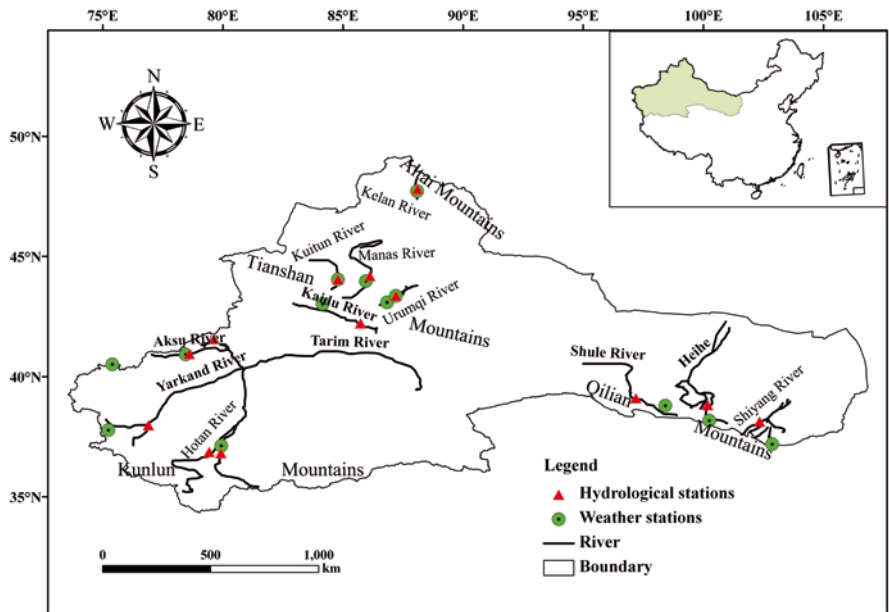 75°E 80°E 85°E 90°E 95°E 100°E 105°E
N
W E
S
50°N
45°N
40°N
35°N
Altai Mountains
Kelan River
Kuitun River
Manas River
Tianshan
Kaidu River
Urumqi River
Mountains
Aksu River
Tarim River
Yarkand River
Shule River
Heihe
Qilian
Shiyang River
Mountains
Hotan River
Kunlun
Mountains
Legend
Hydrological stations
Weather stations
River
Boundary
0 500 1,000
km